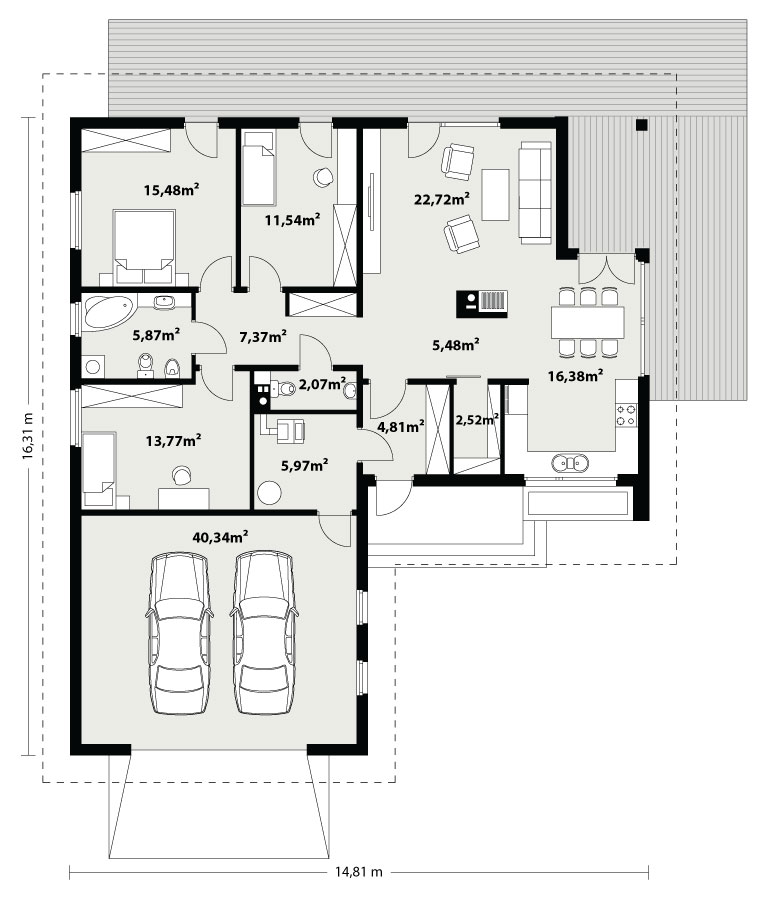 15,48m²
11,54m²
22,72m²
5,87m²
7,37m²
5,48m²
16,38m²
2,07m²
13,77m²
4,81m²
2,52m²
5,97m²
40,34m²
16,31 m
14,81 m